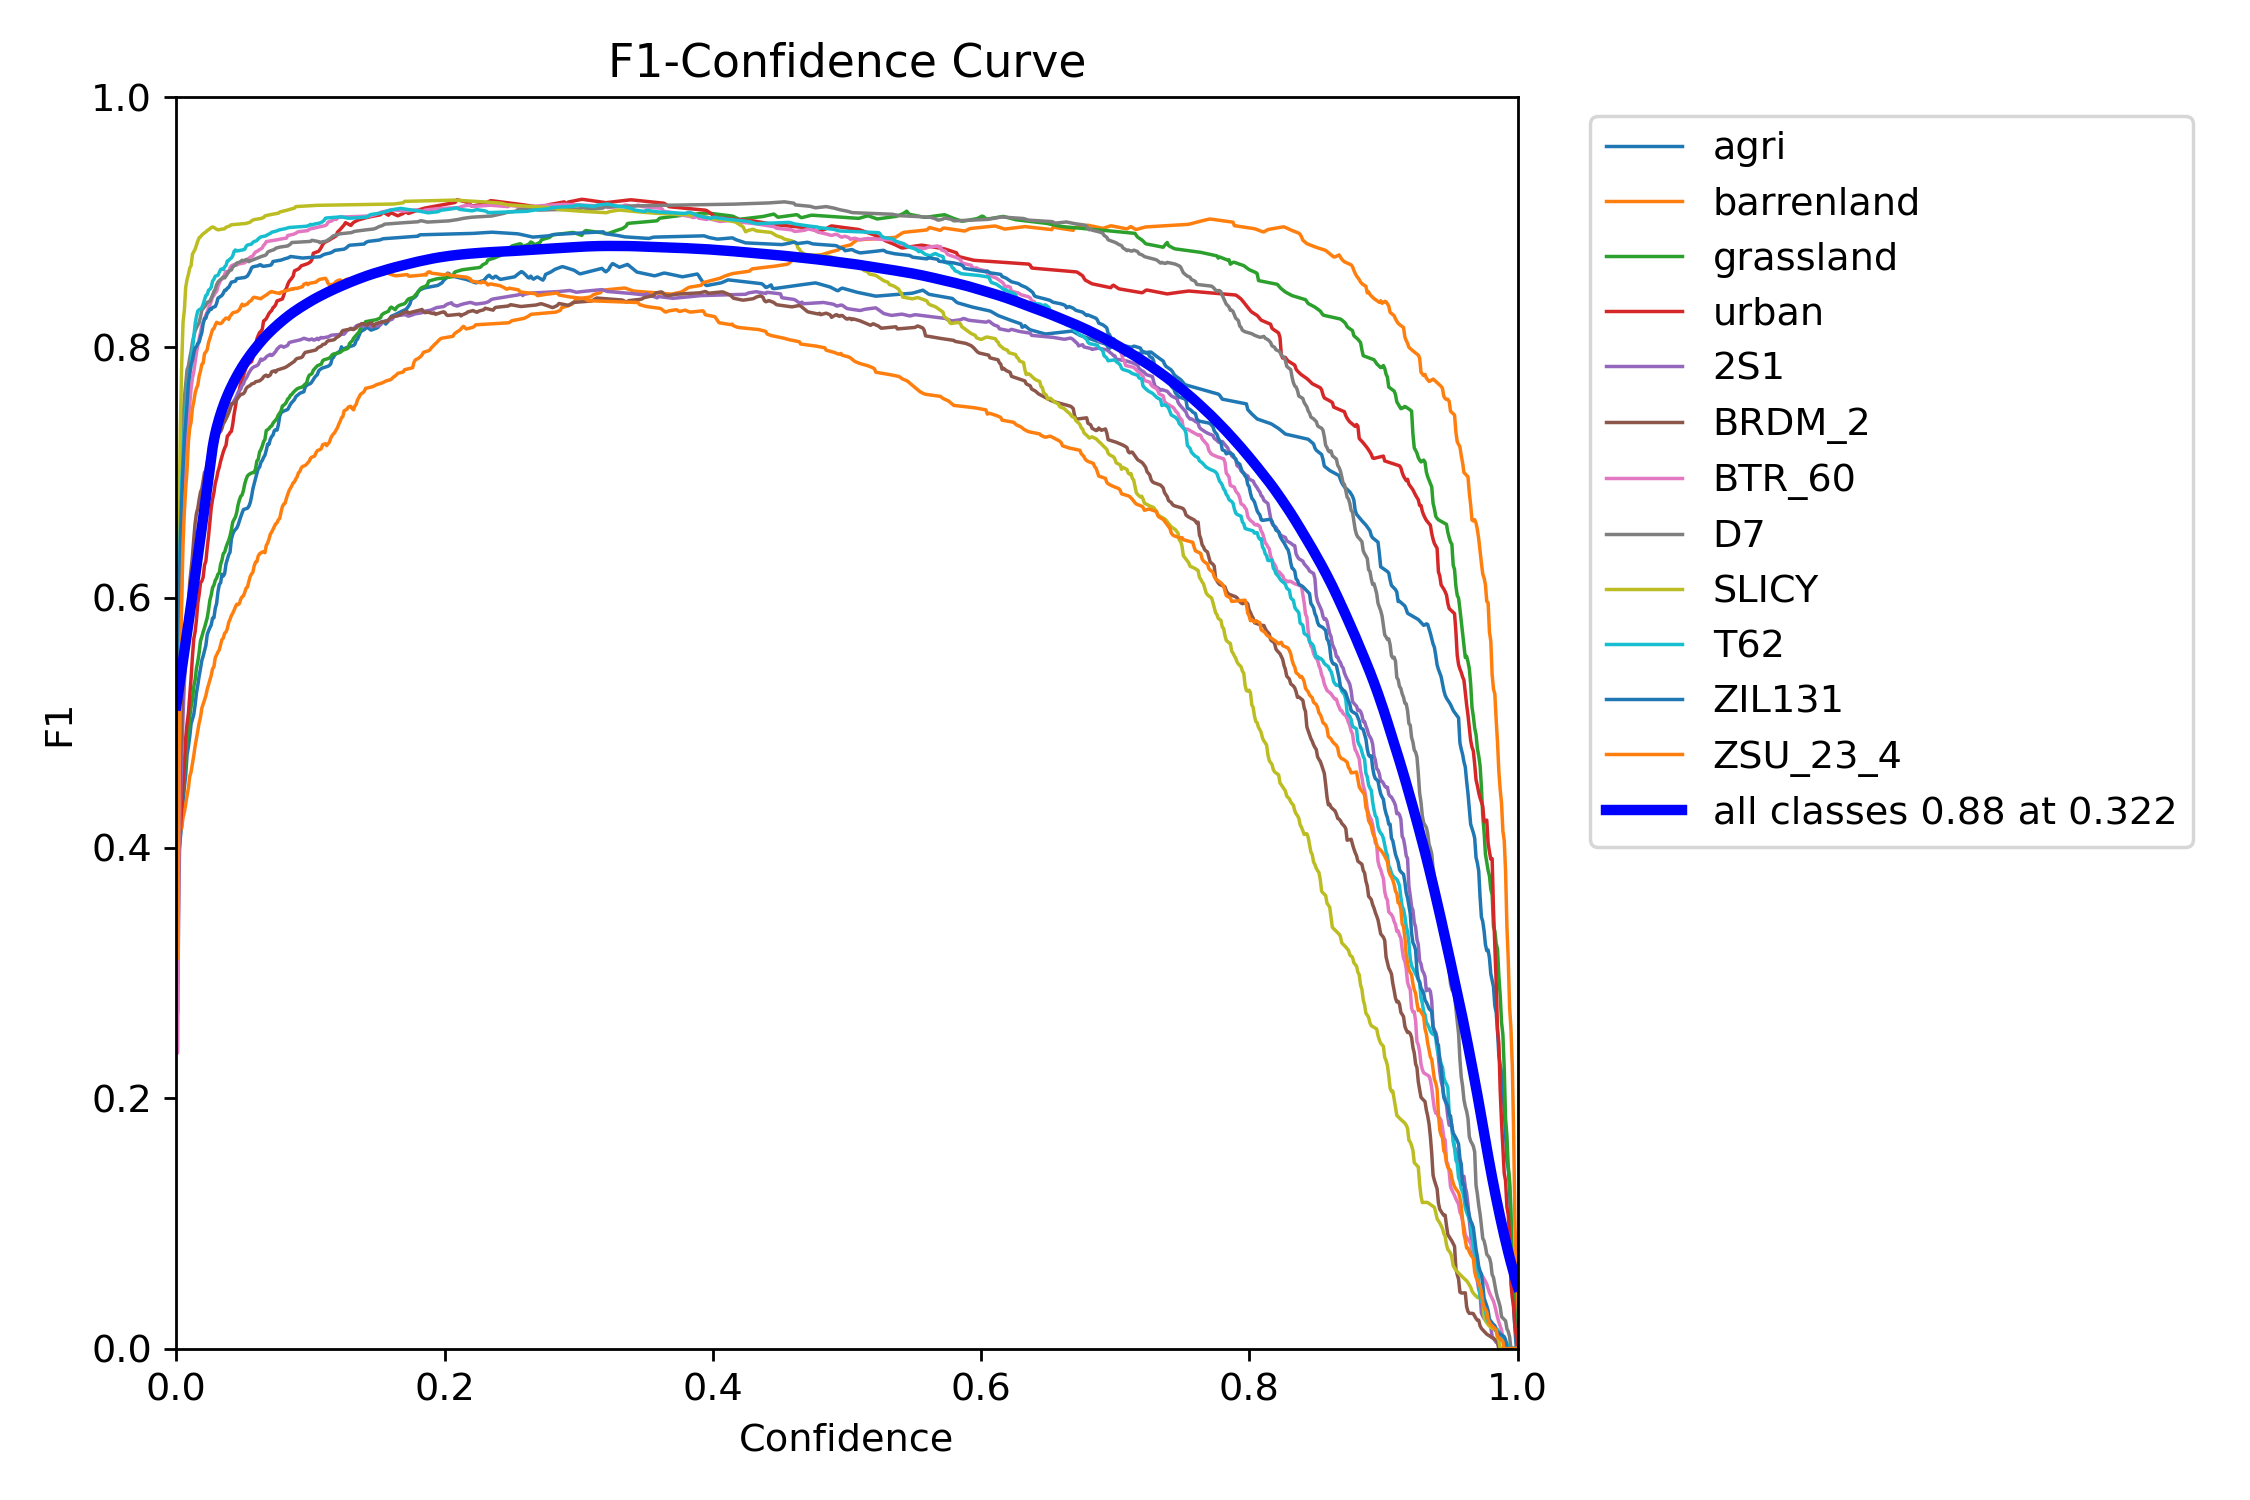 F1-Confidence Curve
1.0
0.8
0.6
0.4
0.2
0.0
F1
0.0 0.2 0.4 0.6 0.8 1.0
Confidence
agri
barrenland
grassland
urban
2S1
BRDM_2
BTR_60
D7
SLICY
T62
ZIL131
ZSU_23_4
all classes 0.88 at 0.322